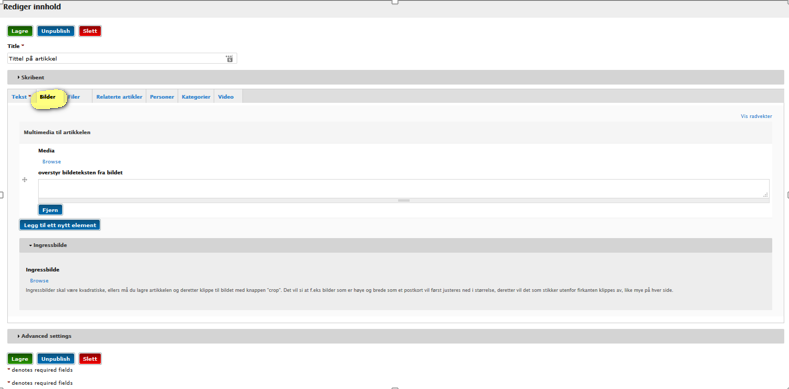 Rediger innhold
Lagre Unpublish Slett
Title *
Tittel på artikkel
Skribent
Tekst * Bilder Filer Relaterte artikler Personer Kategorier Video
Vis radvekter
Multimedia til artikkelen
Media
Browse
overstyr bildeteksten fra bildet
Fjern
Legg til ett nytt element
Ingressbilde
Ingressbilde
Browse
Ingressbilder skal være kvadratiske, ellers må du lagre artikkelen og deretter klippe til bildet med knappen "crop". Det vil si at f.eks bilder som er høye og brede som et postkort vil først justeres ned i størrelse, deretter vil det som stikker utenfor firkanten klippes av, like mye på hver side.
Advanced settings
Lagre Unpublish Slett
* denotes required fields
* denotes required fields